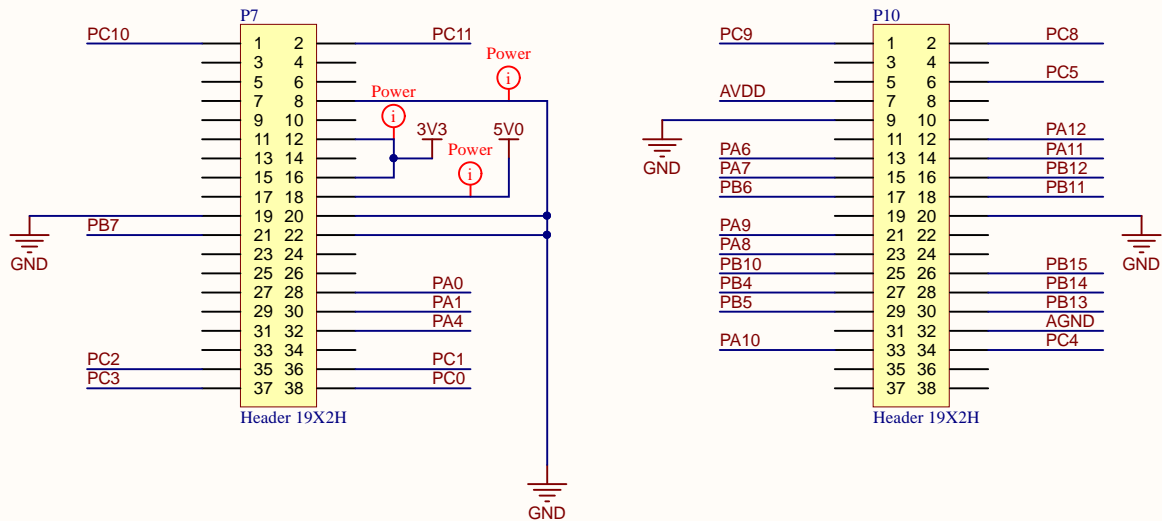 P7 P10
PC10 1 2 PC11 PC9 1 2 PC8
3 4 Power 3 4
5 6 i 5 6 PC5
Power
7 8 AVDD 7 8
i
9 10 9 10
3V3 5V0
11 12 11 12 PA12
GND
13 14 Power PA6 13 14 PA11
15 16 i PA7 15 16 PB12
17 18 PB6 17 18 PB11
19 20 19 20
PB7 21 22 PA9 21 22
GND 23 24 PA8 23 24 GND
25 26 PB10 25 26 PB15
27 28 PA0 PB4 27 28 PB14
29 30 PA1 PB5 29 30 PB13
31 32 PA4 31 32 AGND
33 34 PA10 33 34 PC4
PC2 35 36 PC1 35 36
PC3 37 38 PC0 37 38
Header 19X2H Header 19X2H
GND